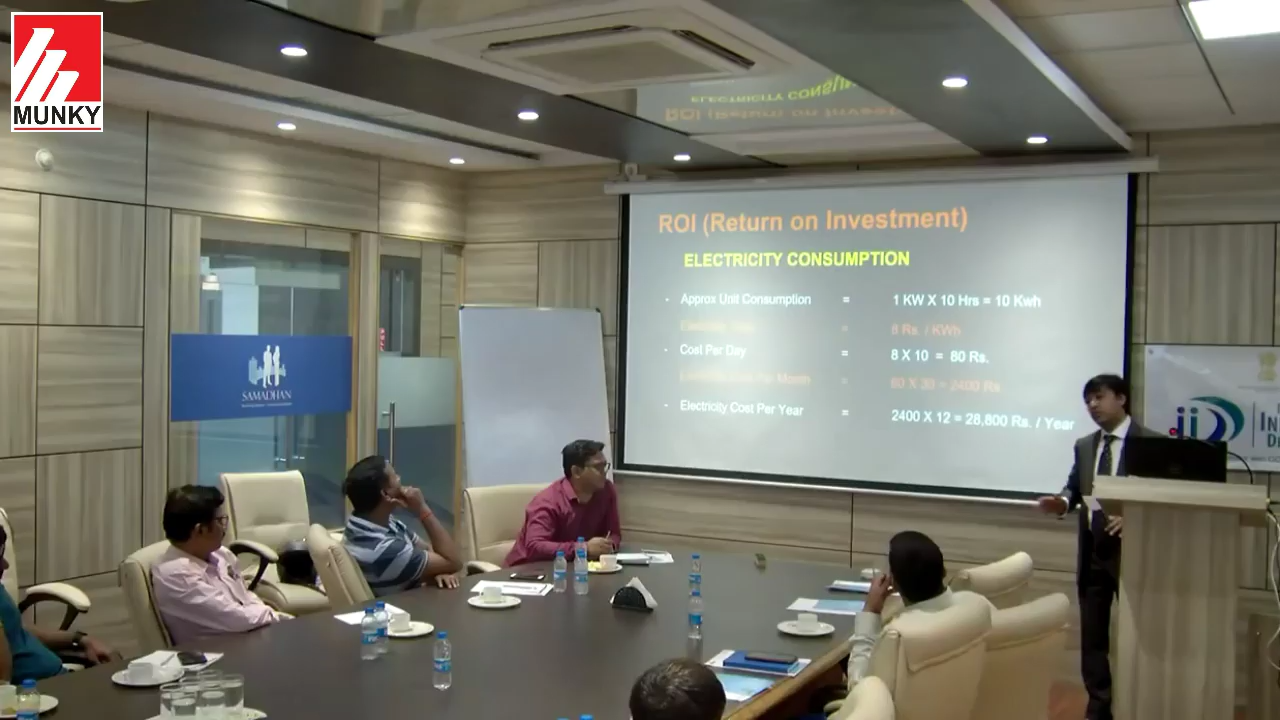 MUNKY
ROI (Return on Investment)
ELECTRICITY CONSUMPTION
- Approx Unit Consumption = 1 KW X 10 Hrs = 10 Kwh
= 8 Rs. / KWh
- Cost Per Day = 8 X 10 = 80 Rs.
Per Month = 80 X 30 = 2400 Rs
- Electricity Cost Per Year = 2400 X 12 = 28,800 Rs. / Year
SAMADHAN